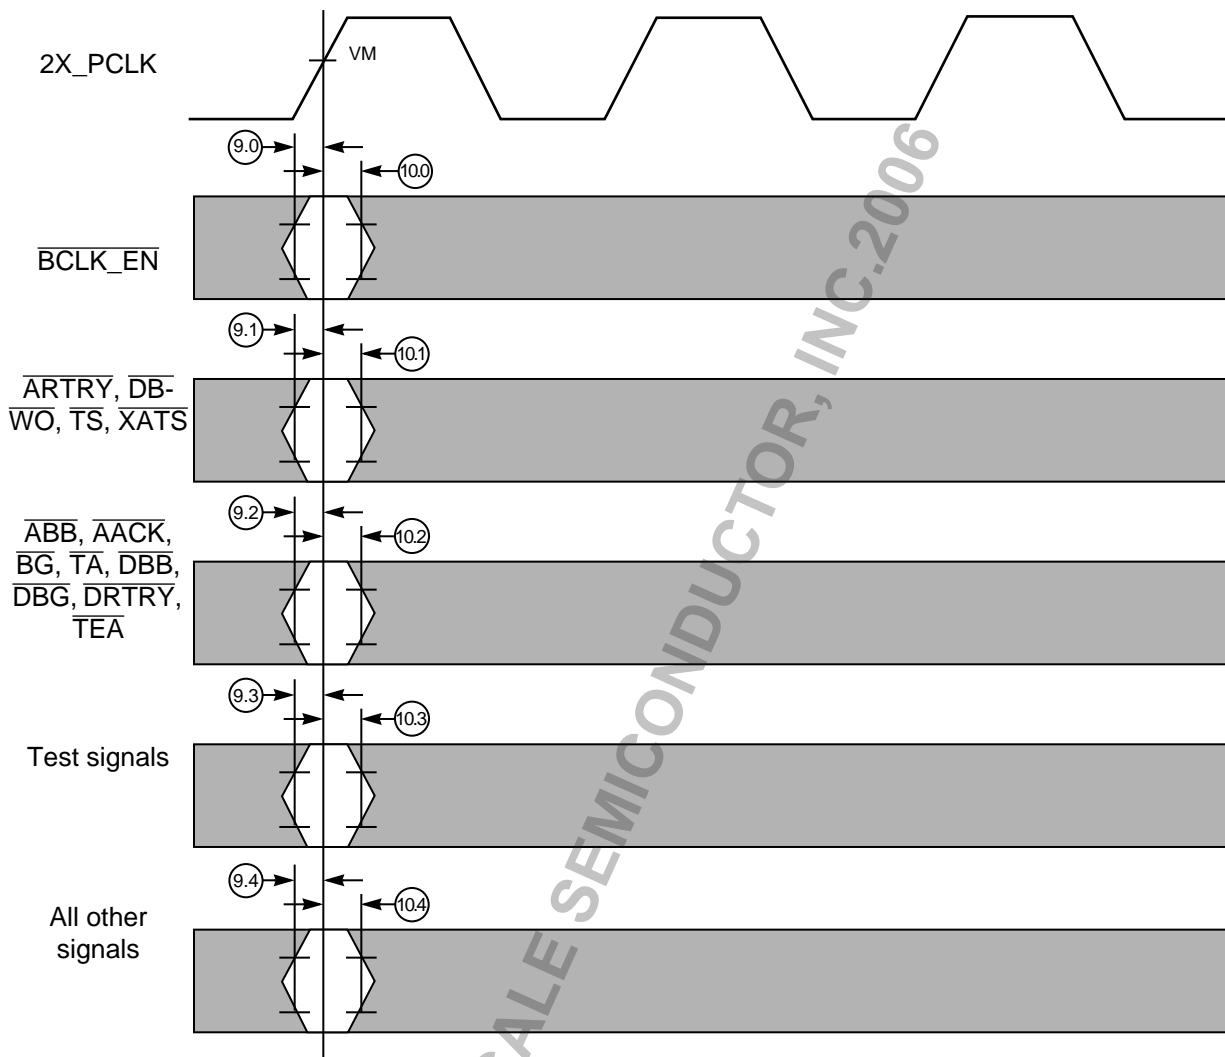 2X_PCLK
VM
9.0
10.0
BCLK_EN
9.1
10.1
ARTRY, DB-
WO, TS, XATS
9.2
10.2
ABB, AACK,
BG, TA, DBB,
DBG, DRTRY,
TEA
9.3
10.3
Test signals
9.4
10.4
All other
signals
CALE SEMICONDUCTOR, INC.2006